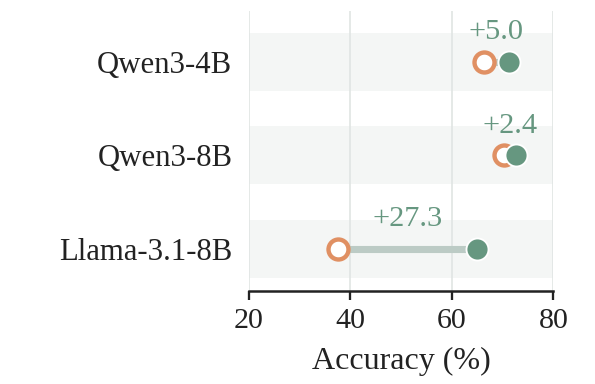 +5.0
Qwen3-4B
+2.4
Qwen3-8B
+27.3
Llama-3.1-8B
20 40 60 80
Accuracy (%)